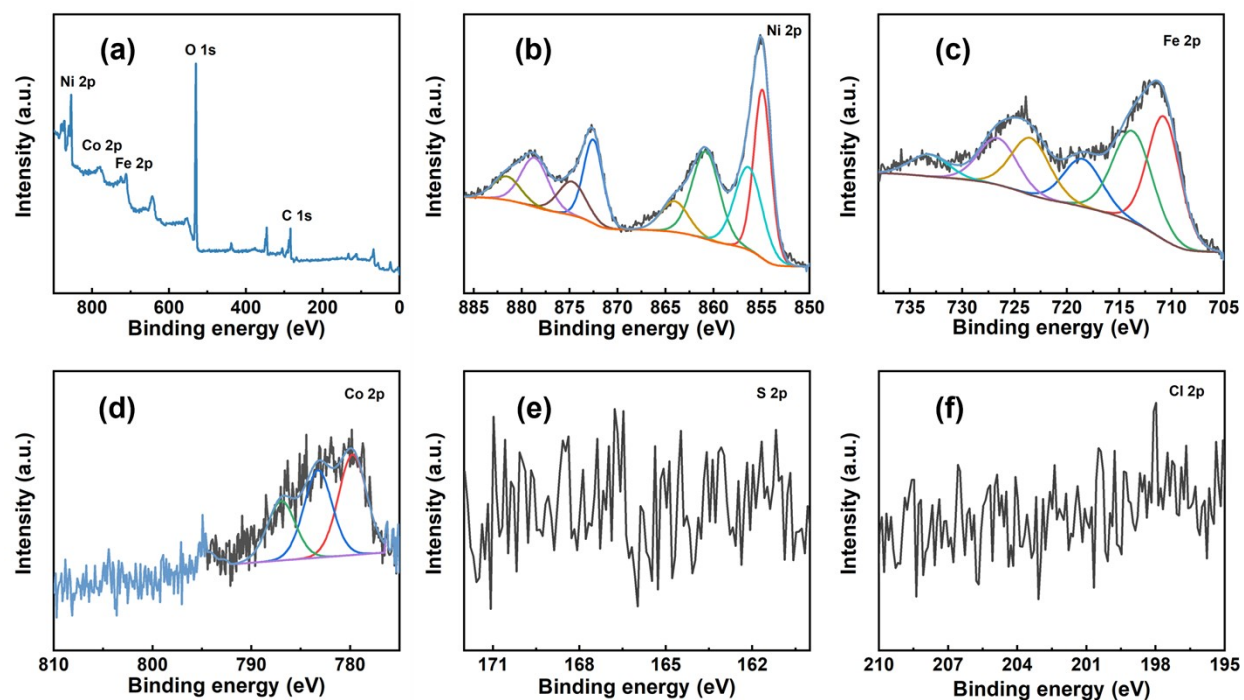 (a)
O 1s
Ni 2p
Co 2p
Fe 2p
C 1s
Intensity (a.u.)
800 600 400 200 0
Binding energy (eV)
(b)
Ni 2p
Intensity (a.u.)
885 880 875 870 865 860 855 850
Binding energy (eV)
(c)
Fe 2p
Intensity (a.u.)
735 730 725 720 715 710 705
Binding energy (eV)
(d)
Co 2p
Intensity (a.u.)
810 800 790 780
Binding energy (eV)
(e)
S 2p
Intensity (a.u.)
171 168 165 162
Binding energy (eV)
(f)
Cl 2p
Intensity (a.u.)
210 207 204 201 198 195
Binding energy (eV)